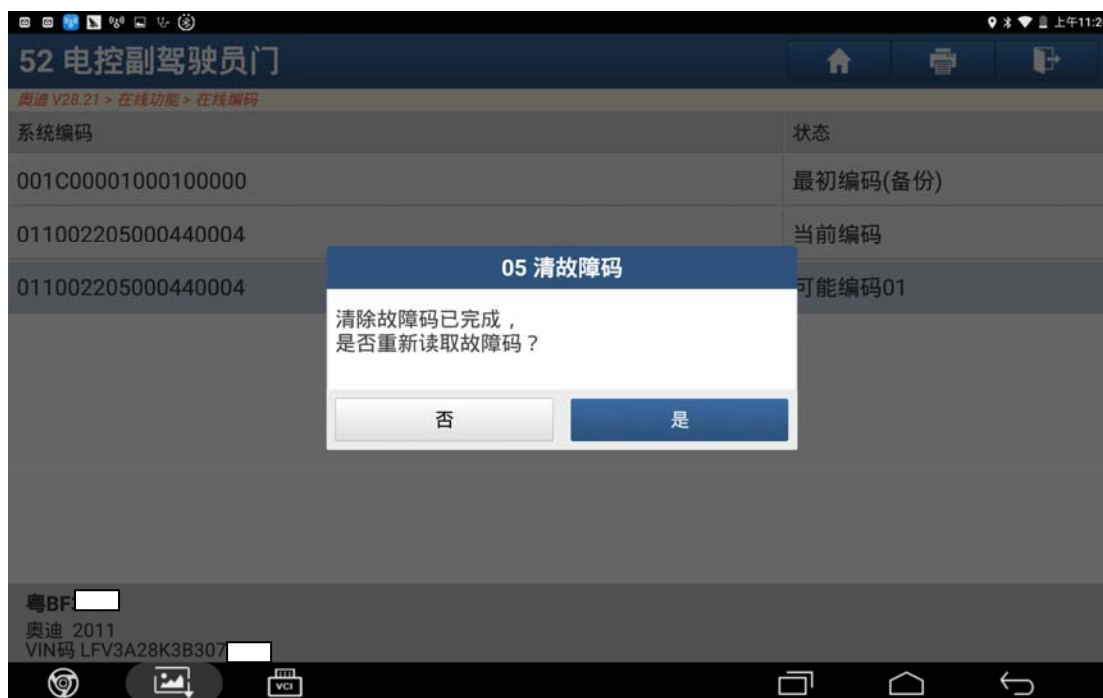 上午11:2
52 电控副驾驶员门
奥迪 V28.21 > 在线功能 > 在线编码
系统编码
状态
001C00001000100000
最初编码(备份)
011002205000440004
当前编码
05 清故障码
011002205000440004
可能编码01
清除故障码已完成，
是否重新读取故障码？
否
是
粤BF
奥迪 2011
VIN码 LFV3A28K3B307
VCI